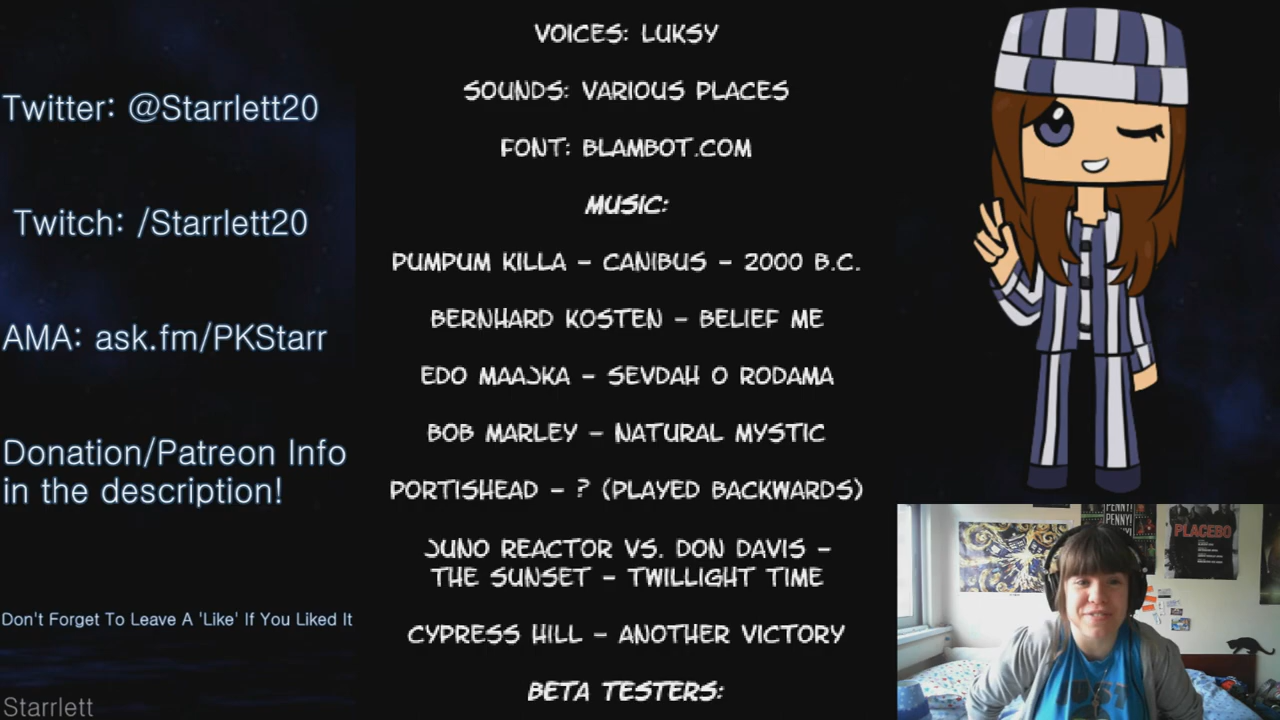 Twitter: @Starrlett20
Twitch: /Starrlett20
AMA: ask.fm/PKStarr
Donation/Patreon Info
in the description!
Don't Forget To Leave A 'Like' If You Liked It
Starrlett
VOICES: LUKSY
SOUNDS: VARIOUS PLACES
FONT: BLAMBOT.COM
MUSIC:
PUMPUM KILLA - CANIBUS - 2000 B.C.
BERNHARD KOSTEN - BELIEF ME
EDO MAAJKA - SEVDAH O RODAMA
BOB MARLEY - NATURAL MYSTIC
PORTISHEAD - ? (PLAYED BACKWARDS)
JUNO REACTOR VS. DON DAVIS -
THE SUNSET - TWILLIGHT TIME
CYPRESS HILL - ANOTHER VICTORY
BETA TESTERS:
PENNY!
PENNY!
PENNY!
PLACEBO